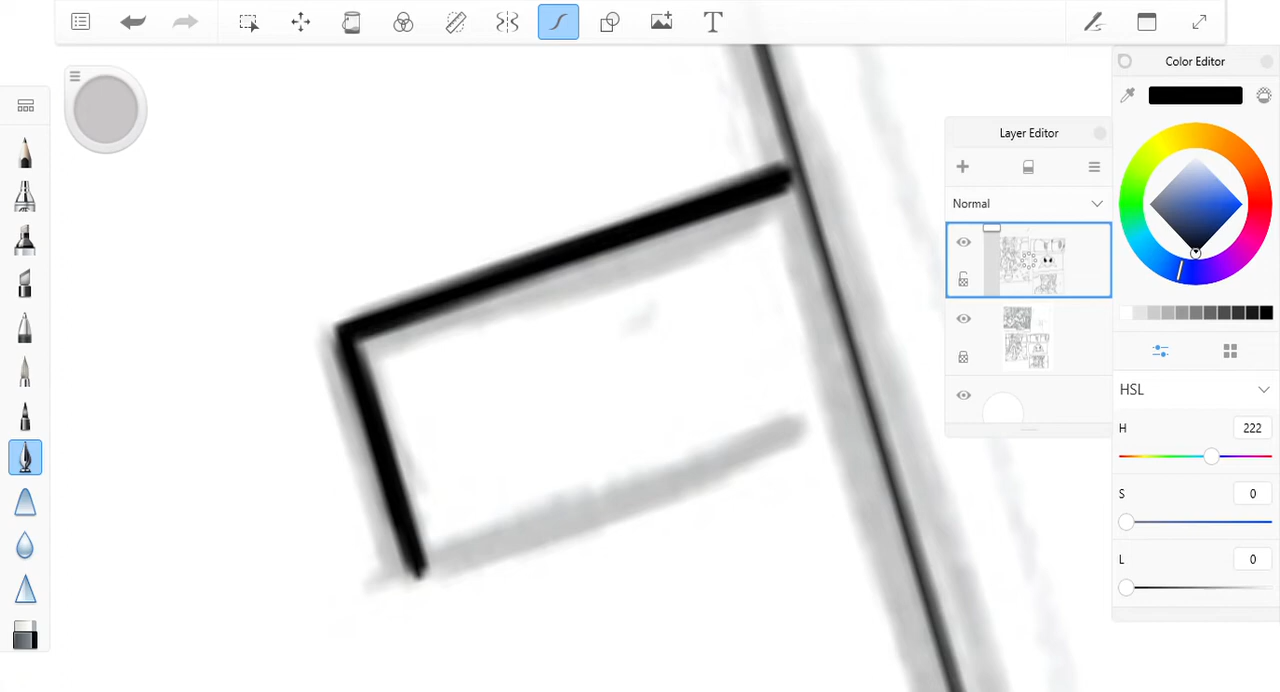 T
Color Editor
Layer Editor
Normal
HSL
H 222
S 0
L 0